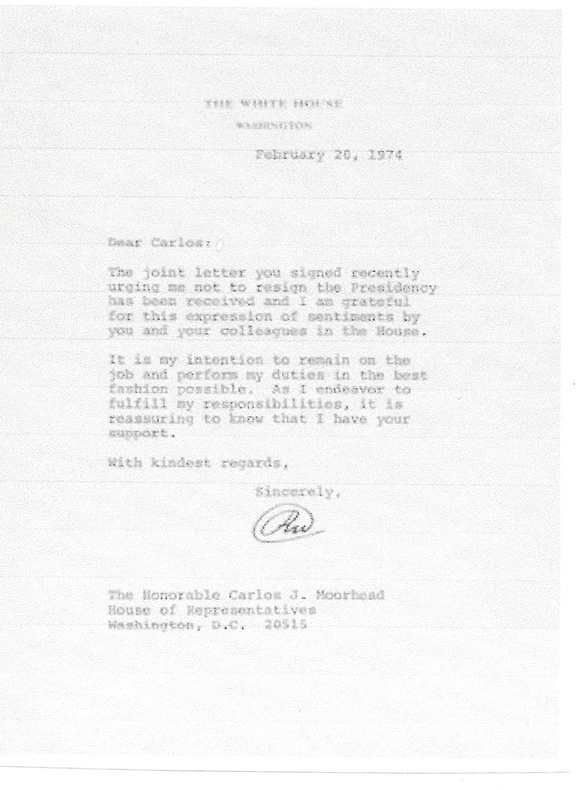 THE WHITE HOUSE
WASHINGTON
February 20, 1974
Dear Carlos:
The joint letter you signed recently
urging me not to resign the Presidency
has been received and I am grateful
for this expression of sentiments by
you and your colleagues in the House.
It is my intention to remain on the
job and perform my duties in the best
fashion possible.  As I endeavor to
fulfill my responsibilities, it is
reassuring to know that I have your
support.
With kindest regards,
Sincerely,
The Honorable Carlos J. Moorhead
House of Representatives
Washington, D.C.  20515